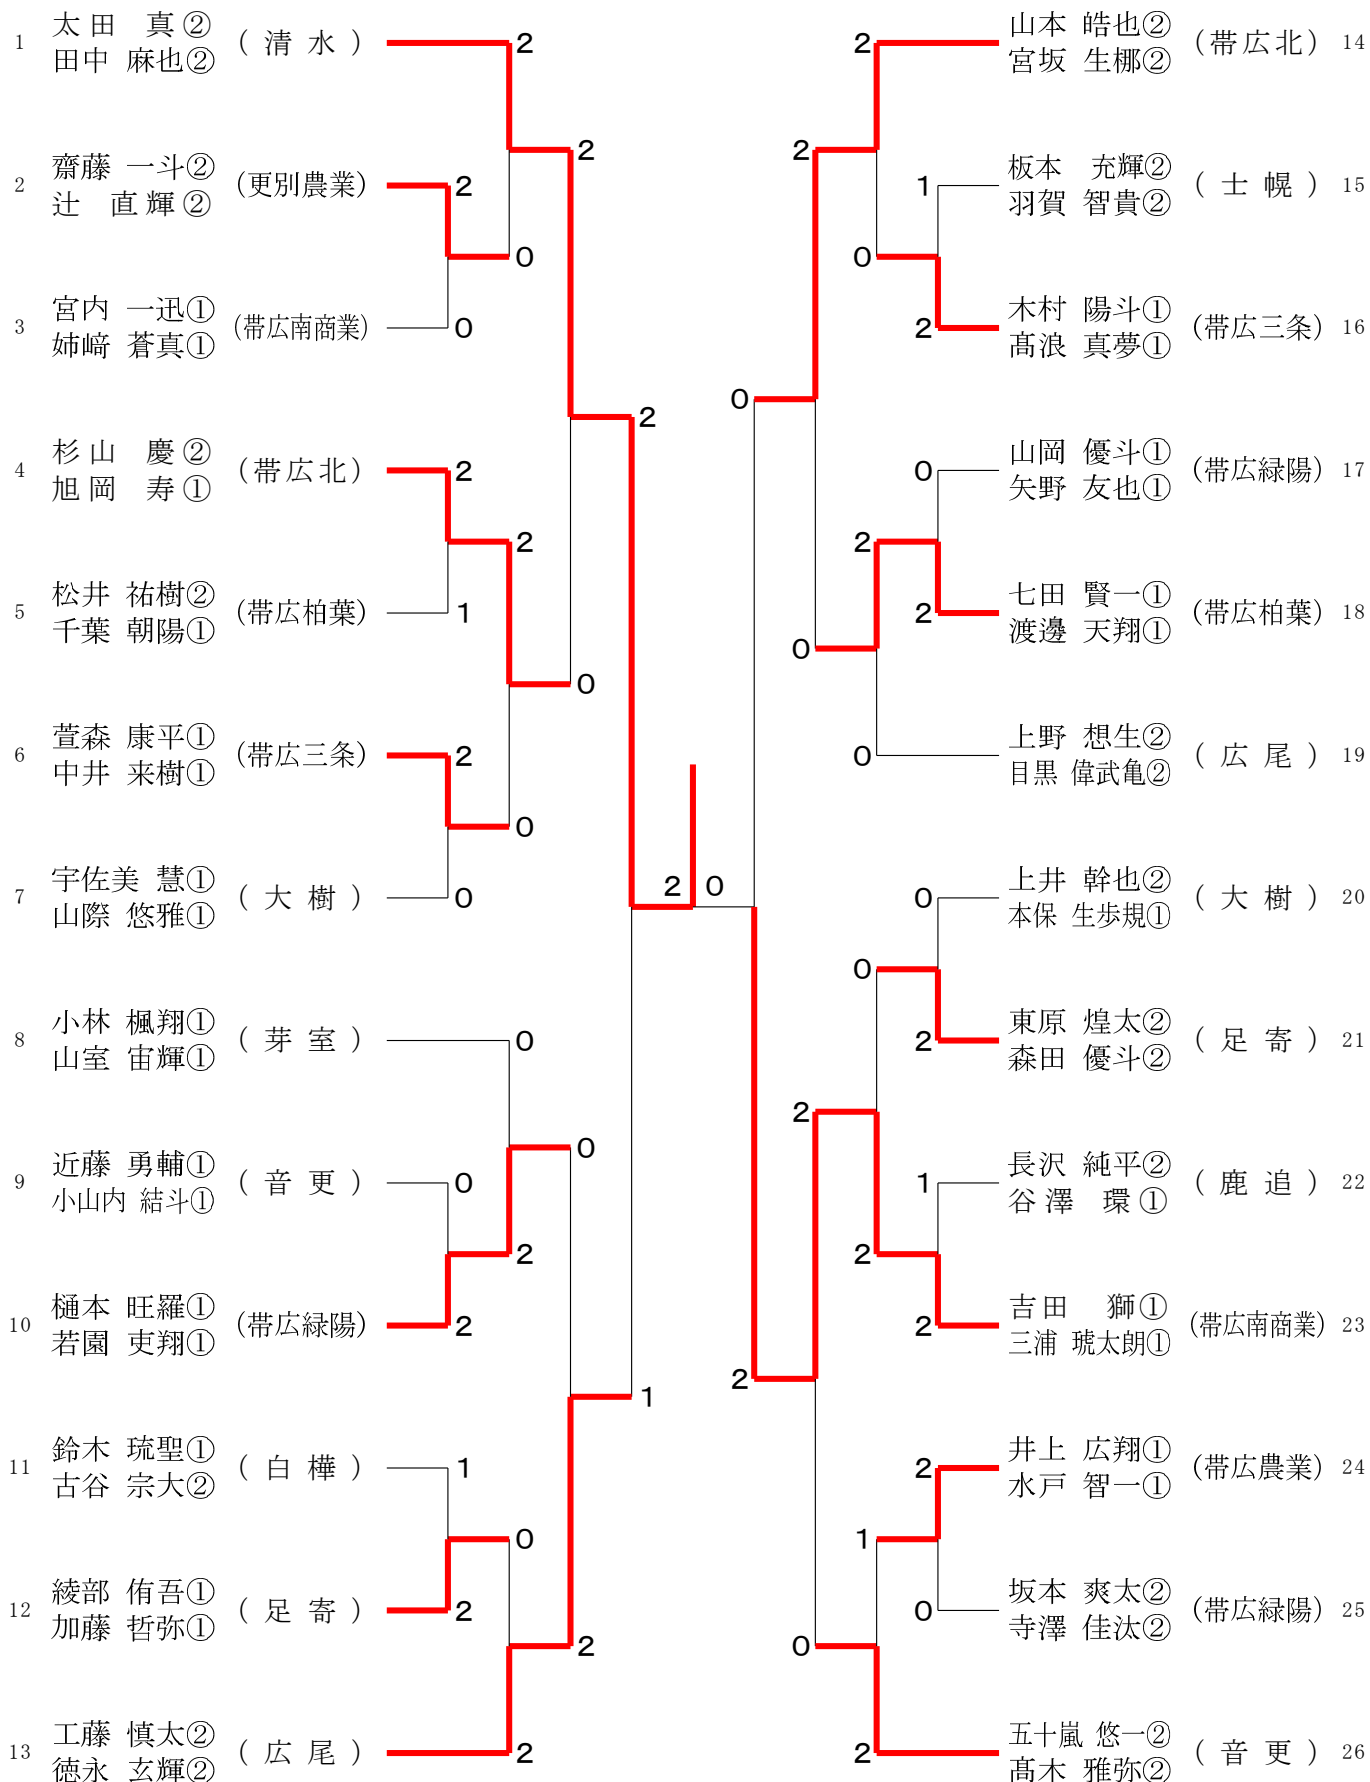 1 太田 真② (清水)
田中 麻也②
2
2
齋藤 一斗②
2 辻 直輝② (更別農業)
2
0
宮内 一迅①
3 姉﨑 蒼真① (帯広南商業)
0
2
杉山 慶②
4 旭岡 寿① (帯広北)
2
2
松井 祐樹②
5 千葉 朝陽① (帯広柏葉)
1
0
萱森 康平①
6 中井 来樹① (帯広三条)
2
0
宇佐美 慧①
7 山際 悠雅① (大樹)
0
2 0
小林 楓翔①
8 山室 宙輝① (芽室)
0
0
近藤 勇輔①
9 小山内 結斗① (音更)
0
2
樋本 旺羅①
10 若園 吏翔① (帯広緑陽)
2
1
鈴木 琉聖①
11 古谷 宗大② (白樺)
1
0
綾部 侑吾①
12 加藤 哲弥① (足寄)
2
2
工藤 慎太②
13 徳永 玄輝② (広尾)
2
山本 皓也②
宮坂 生梛② (帯広北) 14
2
2
板本 充輝②
羽賀 智貴② (士幌) 15
1
0
木村 陽斗①
髙浪 真夢① (帯広三条) 16
2
0
山岡 優斗①
矢野 友也① (帯広緑陽) 17
0
2
七田 賢一①
渡邊 天翔① (帯広柏葉) 18
2
0
上野 想生②
目黒 偉武亀② (広尾) 19
0
上井 幹也②
本保 生歩規① (大樹) 20
0
0
東原 煌太②
森田 優斗② (足寄) 21
2
2
長沢 純平②
谷澤 環① (鹿追) 22
1
2
吉田 獅①
三浦 琥太朗① (帯広南商業) 23
2
2
井上 広翔①
水戸 智一① (帯広農業) 24
2
1
坂本 爽太②
寺澤 佳汰② (帯広緑陽) 25
0
0
五十嵐 悠一②
髙木 雅弥② (音更) 26
2